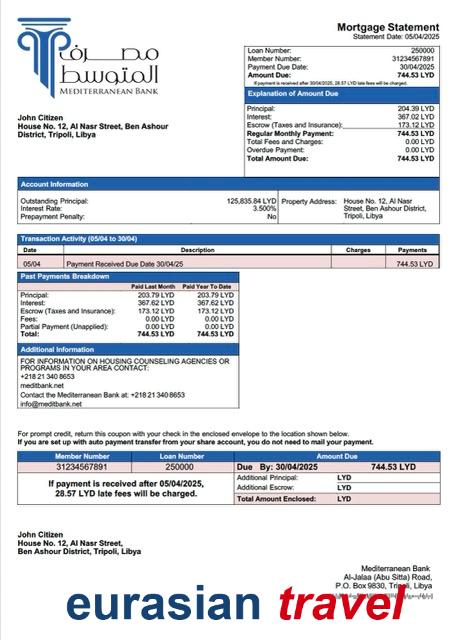 مصرف
المتوسط
MEDITERRANEAN BANK
Mortgage Statement
Statement Date: 05/04/2025
Loan Number: 250000
Member Number: 31234567891
Payment Due Date: 30/04/2025
Amount Due: 744.53 LYD
If payment is received after 30/04/2025, 28.57 LYD late fees will be charged.
John Citizen
House No. 12, Al Nasr Street, Ben Ashour
District, Tripoli, Libya
Explanation of Amount Due
Principal: 204.39 LYD
Interest: 367.02 LYD
Escrow (Taxes and Insurance): 173.12 LYD
Regular Monthly Payment: 744.53 LYD
Total Fees and Charges: 0.00 LYD
Overdue Payment: 0.00 LYD
Total Amount Due: 744.53 LYD
Account Information
Outstanding Principal: 125,835.84 LYD
Interest Rate: 3.500%
Prepayment Penalty: No
Property Address: House No. 12, Al Nasr
Street, Ben Ashour District,
Tripoli, Libya
Transaction Activity (05/04 to 30/04)
Date Description Charges Payments
05/04 Payment Received Due Date 30/04/25 744.53 LYD
Past Payments Breakdown
Paid Last Month Paid Year To Date
Principal: 203.79 LYD 203.79 LYD
Interest: 367.62 LYD 367.62 LYD
Escrow (Taxes and Insurance): 173.12 LYD 173.12 LYD
Fees: 0.00 LYD 0.00 LYD
Partial Payment (Unapplied): 0.00 LYD 0.00 LYD
Total: 744.53 LYD 744.53 LYD
Additional Information
FOR INFORMATION ON HOUSING COUNSELING AGENCIES OR
PROGRAMS IN YOUR AREA CONTACT:
+218 21 340 8653
meditbank.net
Contact the Mediterranean Bank at: +218 21 340 8653
info@meditbank.net
For prompt credit, return this coupon with your check in the enclosed envelope to the location shown below.
If you are set up with auto payment transfer from your share account, you do not need to mail your payment.
Member Number Loan Number Amount Due
31234567891 250000 Due By: 30/04/2025 744.53 LYD
If payment is received after 05/04/2025,
28.57 LYD late fees will be charged.
Additional Principal: LYD
Additional Escrow: LYD
Total Amount Enclosed: LYD
John Citizen
House No. 12, Al Nasr Street,
Ben Ashour District, Tripoli, Libya
Mediterranean Bank
Al-Jalaa (Abu Sitta) Road,
P.O. Box 9830, Tripoli, Libya
eurasian travel